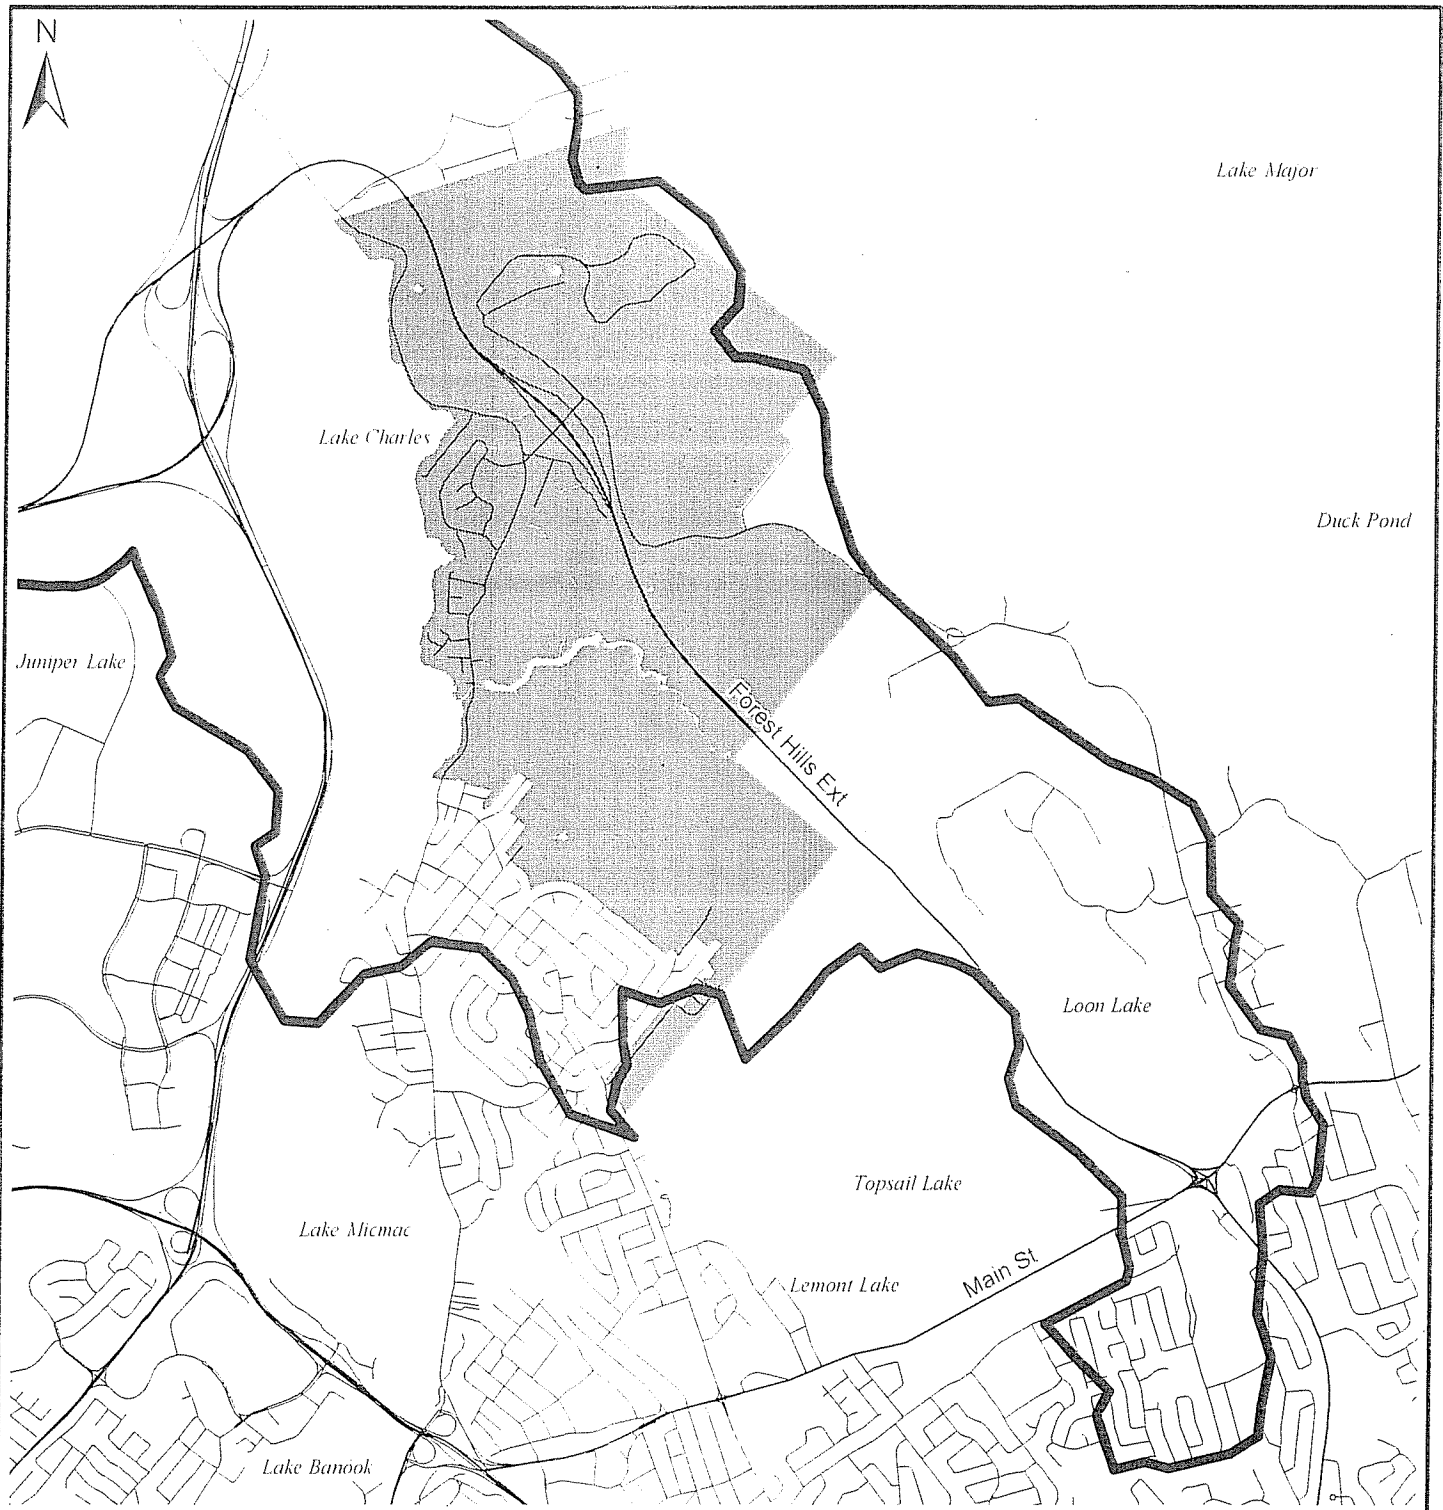 N
Lake Major
Lake Charles
Duck Pond
Juniper Lake
Forest Hills Ext
Loon Lake
Topsail Lake
Lake Micmac
Main St
Lemont Lake
Lake Banook